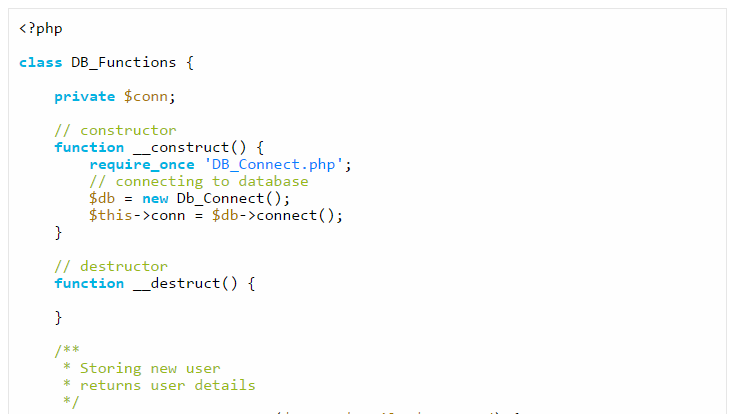 <?php
class DB_Functions {
private $conn;
// constructor
function __construct() {
require_once 'DB_Connect.php';
// connecting to database
$db = new Db_Connect();
$this->conn = $db->connect();
}
// destructor
function __destruct() {
}
/**
* Storing new user
* returns user details
*/